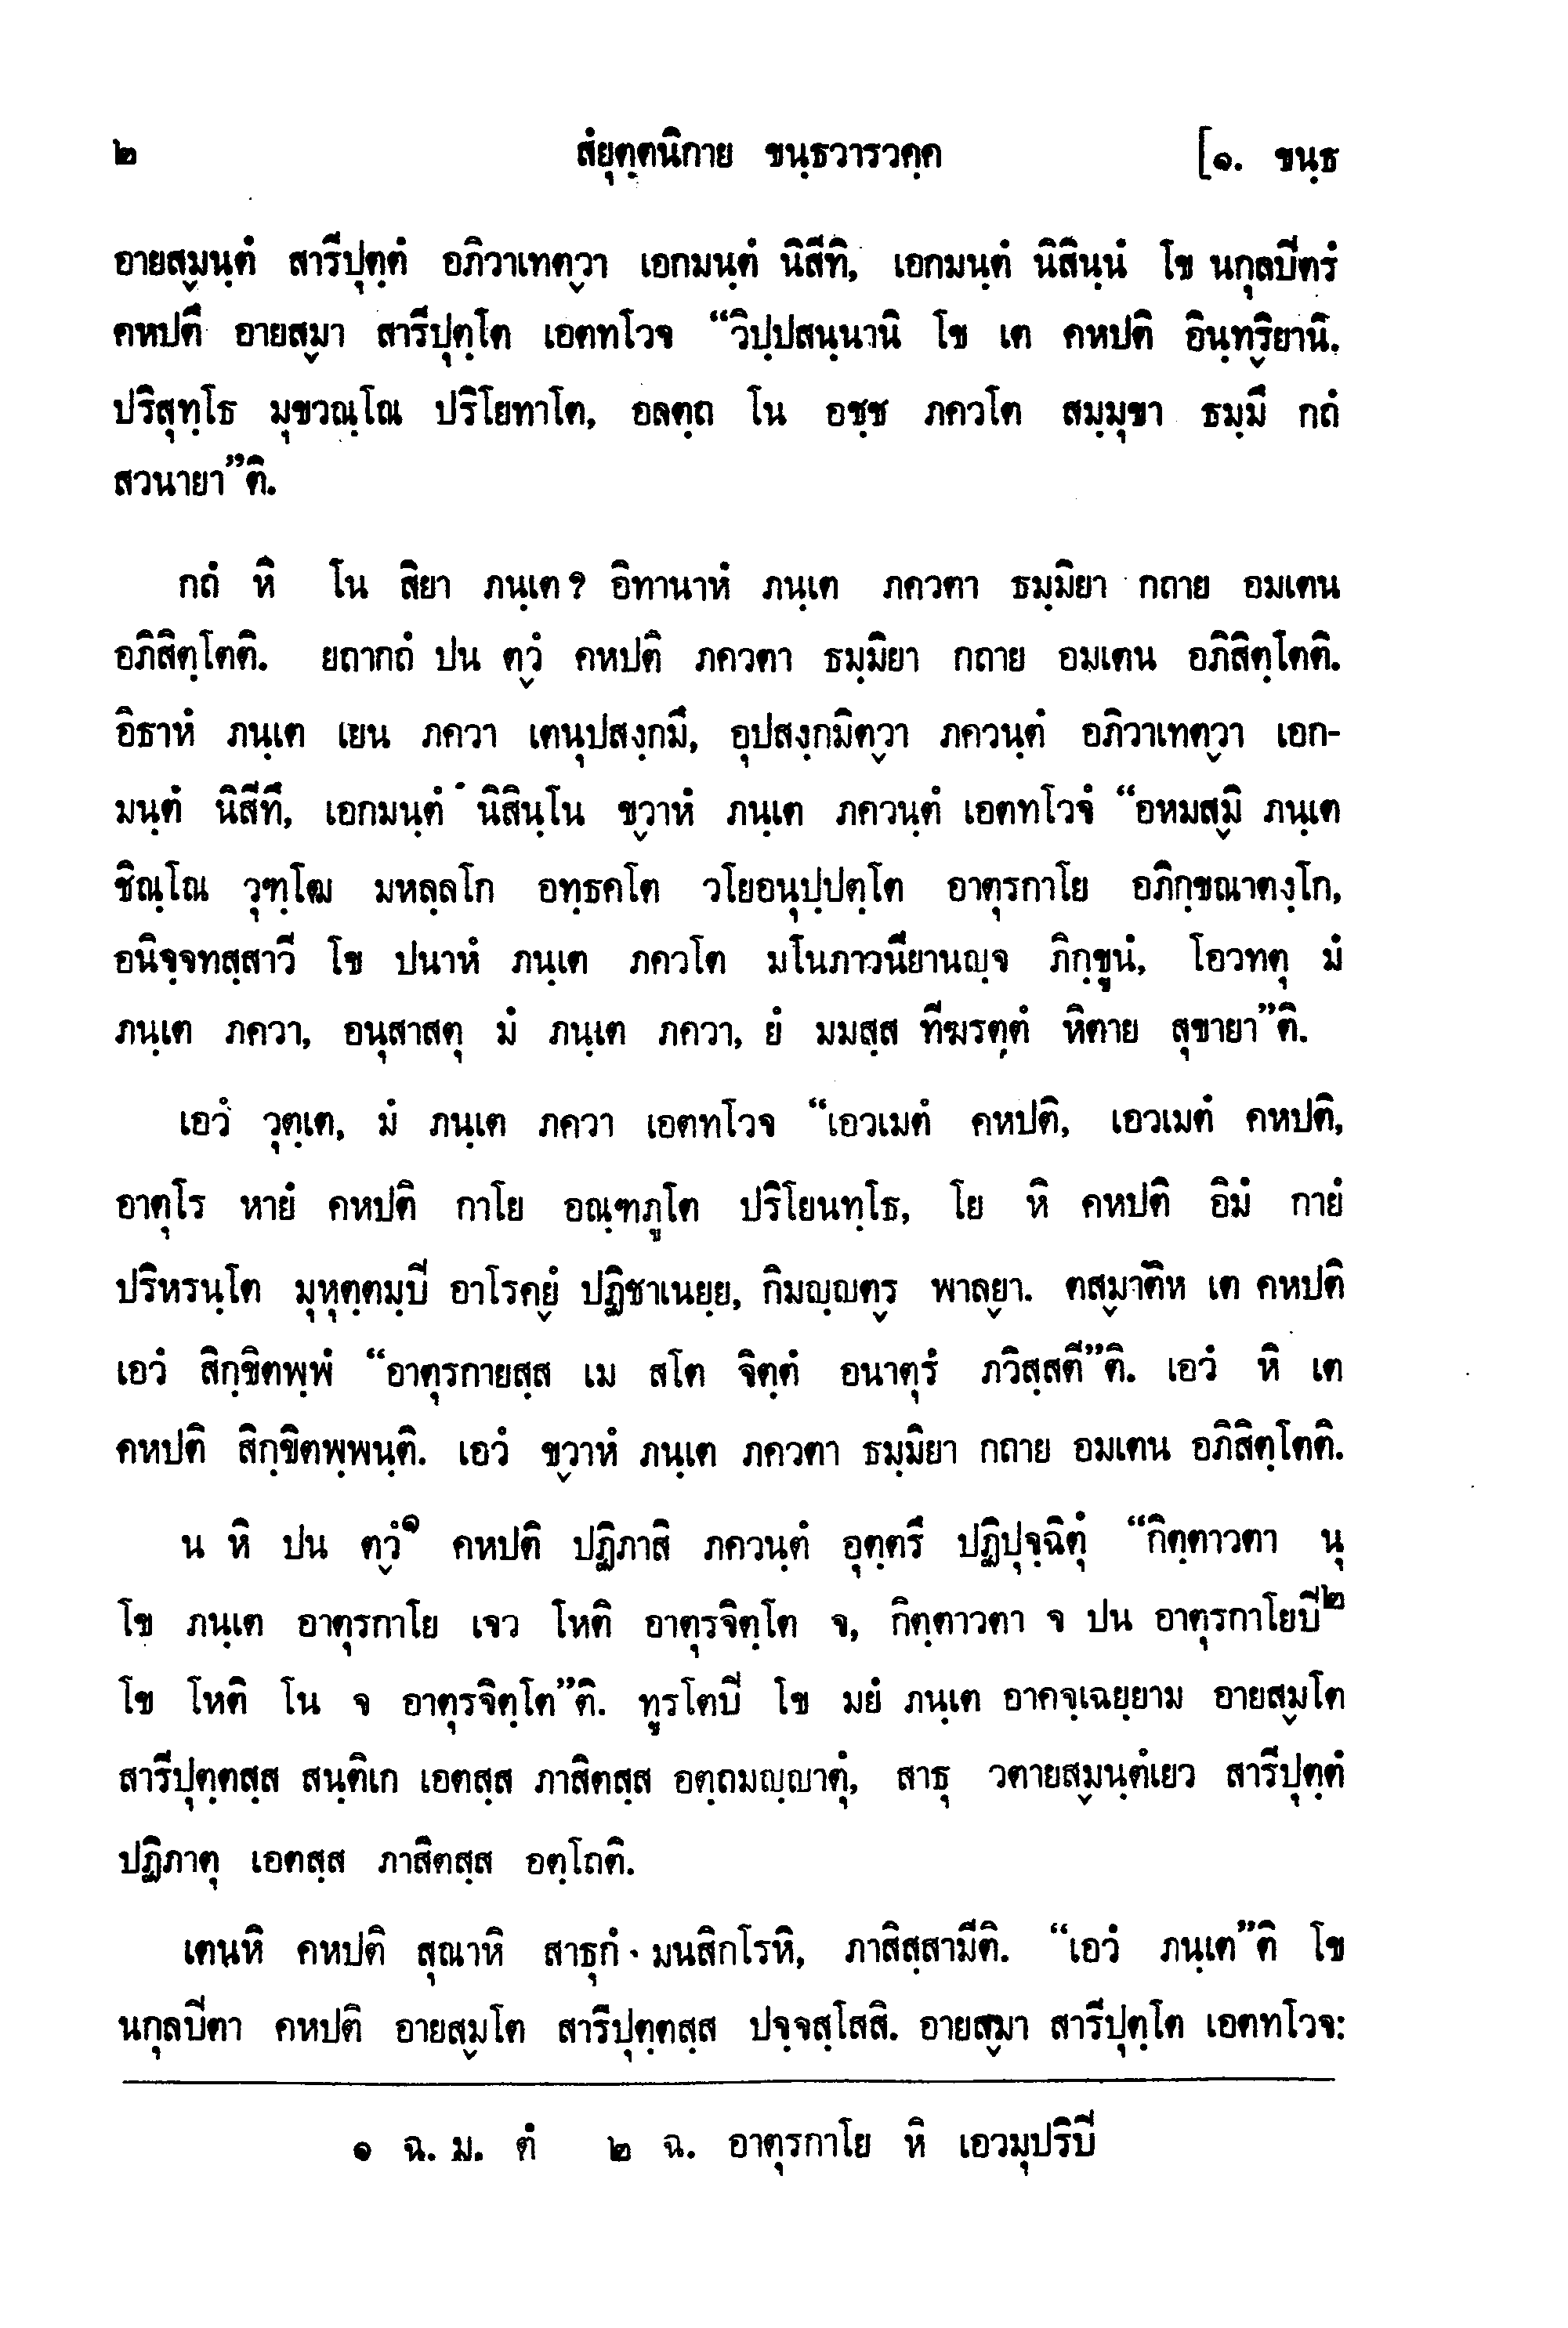 ๒ สํยุตฺตนิกาย ขนฺธวารวคฺค [๑. ขนฺธ
อายส๎มนฺตํ สารีปุตฺตํ อภิวาเทต๎วา เอกมนฺตํ นิสีทิ, เอกมนฺตํ นิสินฺนํ โข นกุลปีตรํ
คหปตึ อายส๎มา สารีปุตฺโต เอตทโวจ “วิปฺปสนฺนานิ โข เต คหปติ อินฺท๎ริยานิ.
ปริสุทฺโธ มุขวณฺโณ ปริโยทาโต, อลตฺถ โน อชฺช ภควโต สมฺมุขา ธมฺมึ กถํ
สวนายา”ติ.
กถํ หิ โน สิยา ภนฺเต? อิทานาหํ ภนฺเต ภควตา ธมฺมิยา กถาย อมเตน
อภิสิตฺโตติ. ยถากถํ ปน ต๎วํ คหปติ ภควตา ธมฺมิยา กถาย อมเตน อภิสิตฺโตติ.
อิธาหํ ภนฺเต เยน ภควา เตนุปสงฺกมึ, อุปสงฺกมิต๎วา ภควนฺตํ อภิวาเทต๎วา เอก-
มนฺตํ นิสีทึ, เอกมนฺตํ นิสินฺโน ข๎วาหํ ภนฺเต ภควนฺตํ เอตทโวจํ “อหมส๎มิ ภนฺเต
ชิณฺโณ วุฑฺโฒ มหลฺลโก อทฺธคโต วโยอนุปฺปตฺโต อาตุรกาโย อภิกฺขณาตงฺโก,
อนิจฺจทสฺสาวี โข ปนาหํ ภนฺเต ภควโต มโนภาวนียานญฺจ ภิกฺขูนํ, โอวทตุ มํ
ภนฺเต ภควา, อนุสาสตุ มํ ภนฺเต ภควา, ยํ มมสฺส ทีฆรตฺตํ หิตาย สุขายา”ติ.
เอวํ วุตฺเต, มํ ภนฺเต ภควา เอตทโวจ “เอวเมตํ คหปติ, เอวเมตํ คหปติ,
อาตุโร หายํ คหปติ กาโย อณฺฑภูโต ปริโยนทฺโธ, โย หิ คหปติ อิมํ กายํ
ปริหรนฺโต มุหุตฺตมฺปี อาโรค๎ยํ ปฏิชาเนยฺย, กิมญฺญต๎ร พาล๎ยา. ตส๎มาติห เต คหปติ
เอวํ สิกฺขิตพฺพํ “อาตุรกายสฺส เม สโต จิตฺตํ อนาตุรํ ภวิสฺสตี”ติ. เอวํ หิ เต
คหปติ สิกฺขิตพฺพนฺติ. เอวํ ข๎วาหํ ภนฺเต ภควตา ธมฺมิยา กถาย อมเตน อภิสิตฺโตติ.
น หิ ปน ต๎วํ๑ คหปติ ปฏิภาสิ ภควนฺตํ อุตฺตรึ ปฏิปุจฺฉิตุํ “กิตฺตาวตา นุ
โข ภนฺเต อาตุรกาโย เจว โหติ อาตุรจิตฺโต จ, กิตฺตาวตา จ ปน อาตุรกาโยปี๒
โข โหติ โน จ อาตุรจิตฺโต”ติ. ทูรโตปี โข มยํ ภนฺเต อาคจฺเฉยฺยาม อายส๎มโต
สารีปุตฺตสฺส สนฺติเก เอตสฺส ภาสิตสฺส อตฺถมญฺญาตุํ, สาธุ วตายส๎มนฺตํเยว สารีปุตฺตํ
ปฏิภาตุ เอตสฺส ภาสิตสฺส อตฺโถติ.
เตนหิ คหปติ สุณาหิ สาธุกํ มนสิกโรหิ, ภาสิสฺสามีติ. “เอวํ ภนฺเต”ติ โข
นกุลปีตา คหปติ อายส๎มโต สารีปุตฺตสฺส ปจฺจสฺโสสิ. อายส๎มา สารีปุตฺโต เอตทโวจ:
๑ ฉ. ม. ตํ ๒ ฉ. อาตุรกาโย หิ เอวมุปริปี